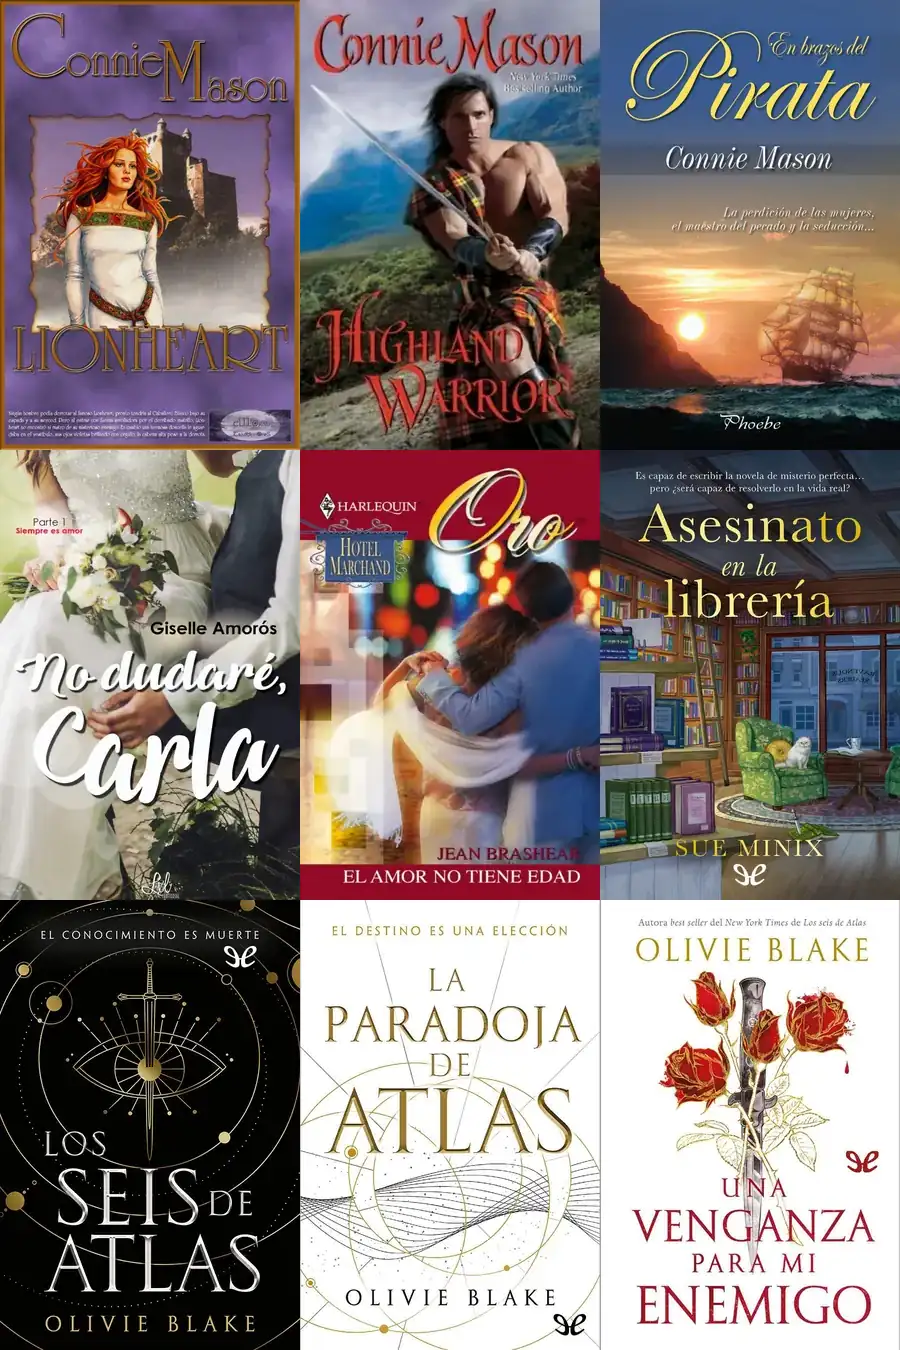 Connie
Mason
LIONHEART
Connie Mason
New York Times
Bestselling Author
HIGHLAND
WARRIOR
En brazos del
Pirata
Connie Mason
La perdición de las mujeres,
el maestro del pecado y la seducción...
Phoebe
Parte 1
Siempre es amor
Giselle Amorós
No dudaré,
Carla
HARLEQUIN
Oro
HOTEL
MARCHAND
JEAN BRASHEAR
EL AMOR NO TIENE EDAD
Es capaz de escribir la novela de misterio perfecta...
pero ¿será capaz de resolverlo en la vida real?
Asesinato
en la
librería
SUE MINIX
EL CONOCIMIENTO ES MUERTE
LOS
SEIS DE
ATLAS
OLIVIE BLAKE
EL DESTINO ES UNA ELECCIÓN
LA
PARADOJA
DE
ATLAS
OLIVIE BLAKE
Autora best seller del New York Times de Los seis de Atlas
OLIVIE BLAKE
UNA
VENGANZA
PARA MI
ENEMIGO